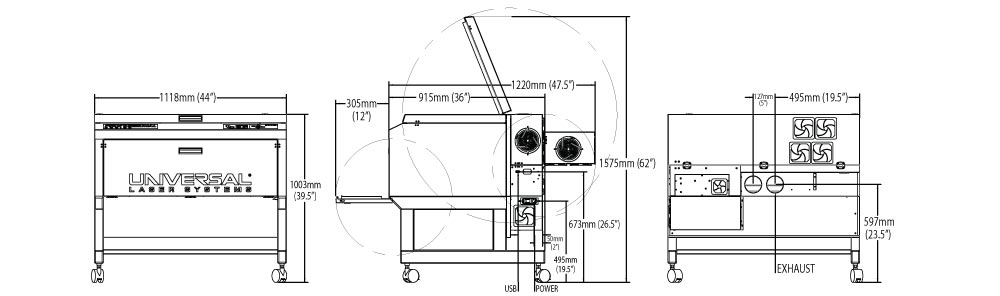 1118mm (44”)
1003mm
(39.5”)
UNIVERSAL®
LASER SYSTEMS
305mm
(12”)
1220mm (47.5”)
915mm (36”)
1575mm (62”)
673mm (26.5”)
50mm
(2”)
495mm
(19.5”)
USB
POWER
127mm
(5”)
495mm (19.5”)
597mm
(23.5”)
EXHAUST